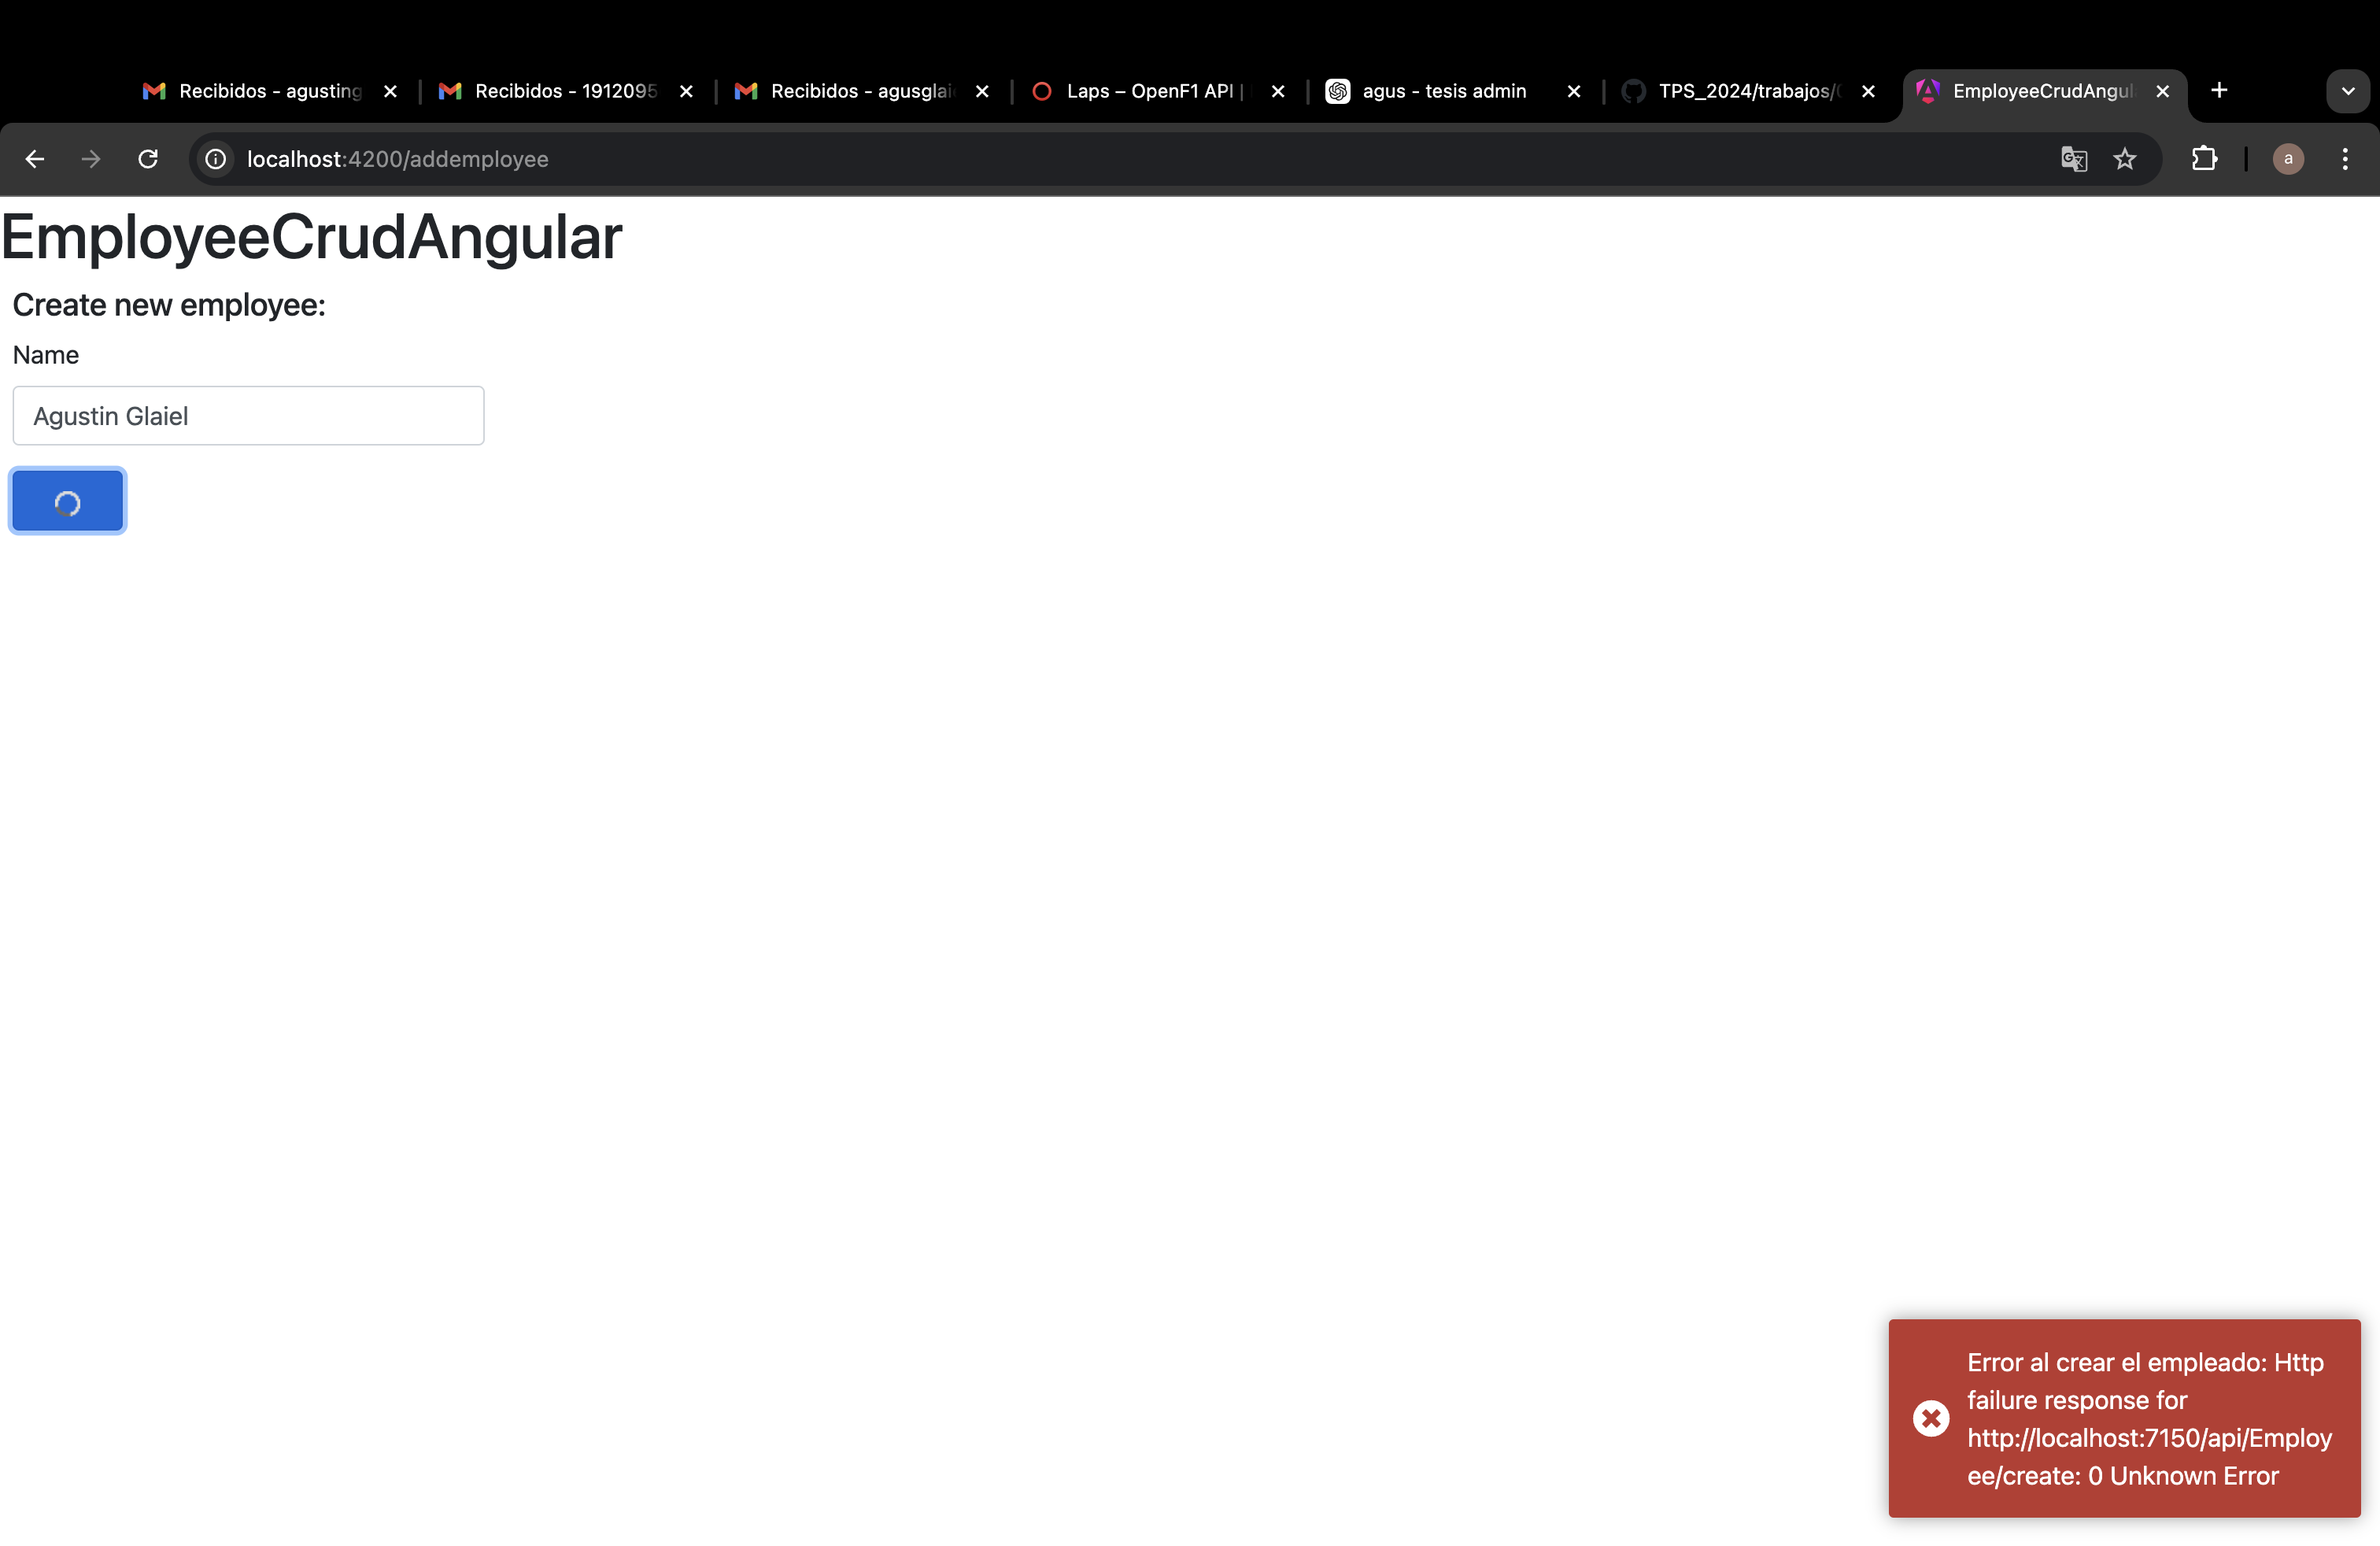 Recibidos - agusting
Recibidos - 1912095
Recibidos - agusglai
Laps – OpenF1 API |
agus - tesis admin
TPS_2024/trabajos/
EmployeeCrudAngul
localhost:4200/addemployee
a
EmployeeCrudAngular
Create new employee:
Name
Agustin Glaiel
Error al crear el empleado: Http
failure response for
http://localhost:7150/api/Employ
ee/create: 0 Unknown Error